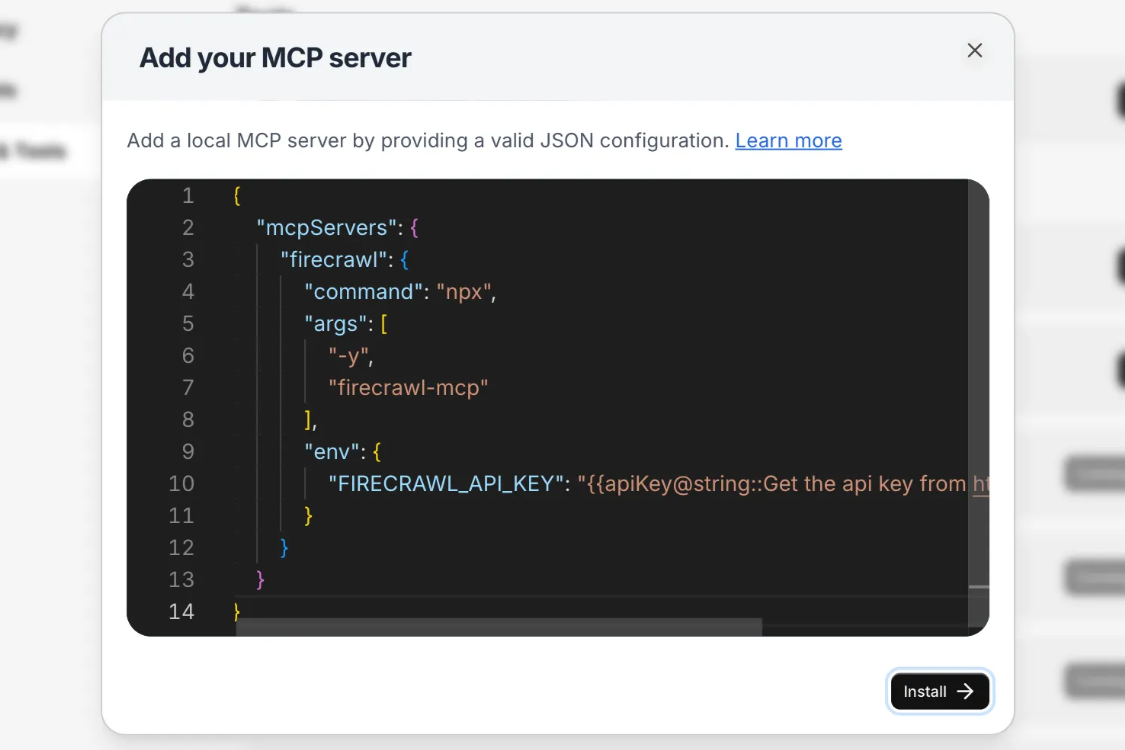 Add your MCP server
Add a local MCP server by providing a valid JSON configuration. Learn more
1 {
2 "mcpServers": {
3 "firecrawl": {
4 "command": "npx",
5 "args": [
6 "-y",
7 "firecrawl-mcp"
8 ],
9 "env": {
10 "FIRECRAWL_API_KEY": "{{apiKey@string::Get the api key from ht
11 }
12 }
13 }
14 }
Install